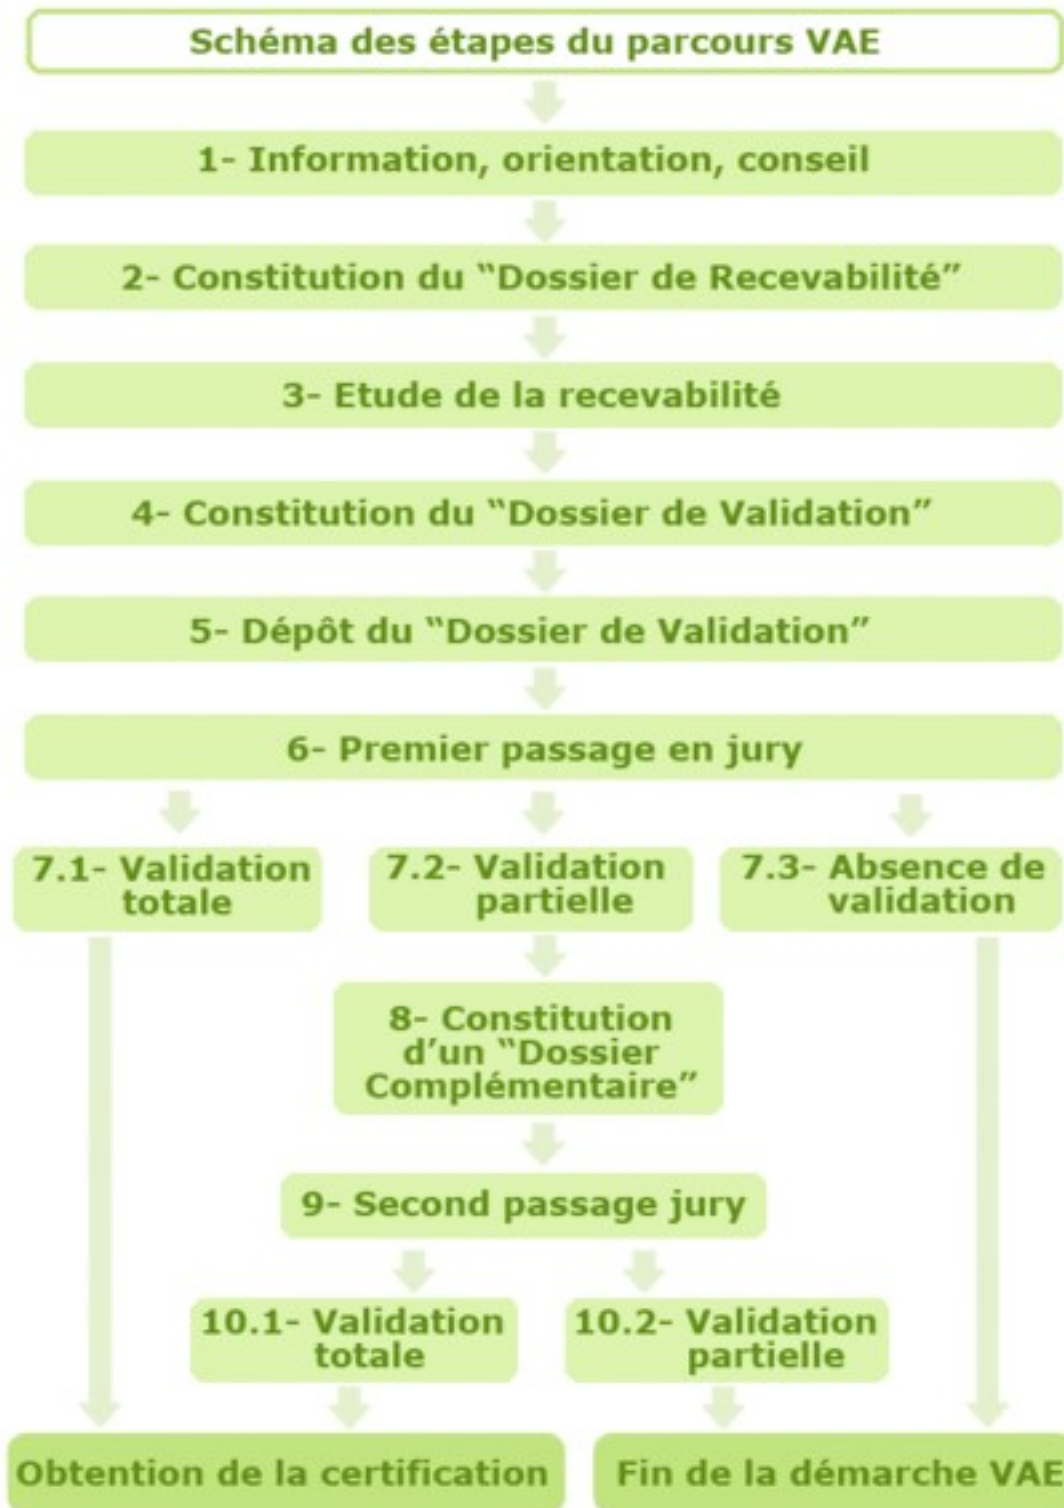 Schéma des étapes du parcours VAE
1- Information, orientation, conseil
2- Constitution du “Dossier de Recevabilité”
3- Etude de la recevabilité
4- Constitution du “Dossier de Validation”
5- Dépôt du “Dossier de Validation”
6- Premier passage en jury
7.1- Validation
totale
7.2- Validation
partielle
7.3- Absence de
validation
8- Constitution
d’un “Dossier
Complémentaire”
9- Second passage jury
10.1- Validation
totale
10.2- Validation
partielle
Obtention de la certification
Fin de la démarche VAE